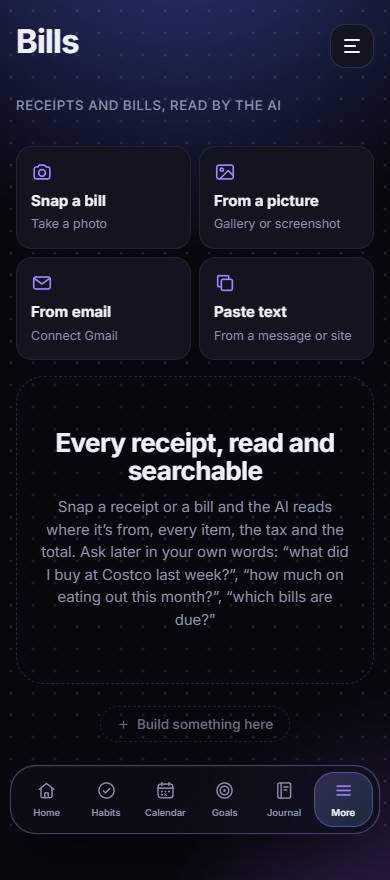 Bills
RECEIPTS AND BILLS, READ BY THE AI
Snap a bill
Take a photo
From a picture
Gallery or screenshot
From email
Connect Gmail
Paste text
From a message or site
Every receipt, read and
searchable
Snap a receipt or a bill and the AI reads
where it’s from, every item, the tax and the
total. Ask later in your own words: “what did
I buy at Costco last week?”, “how much on
eating out this month?”, “which bills are
due?”
+ Build something here
Home
Habits
Calendar
Goals
Journal
More